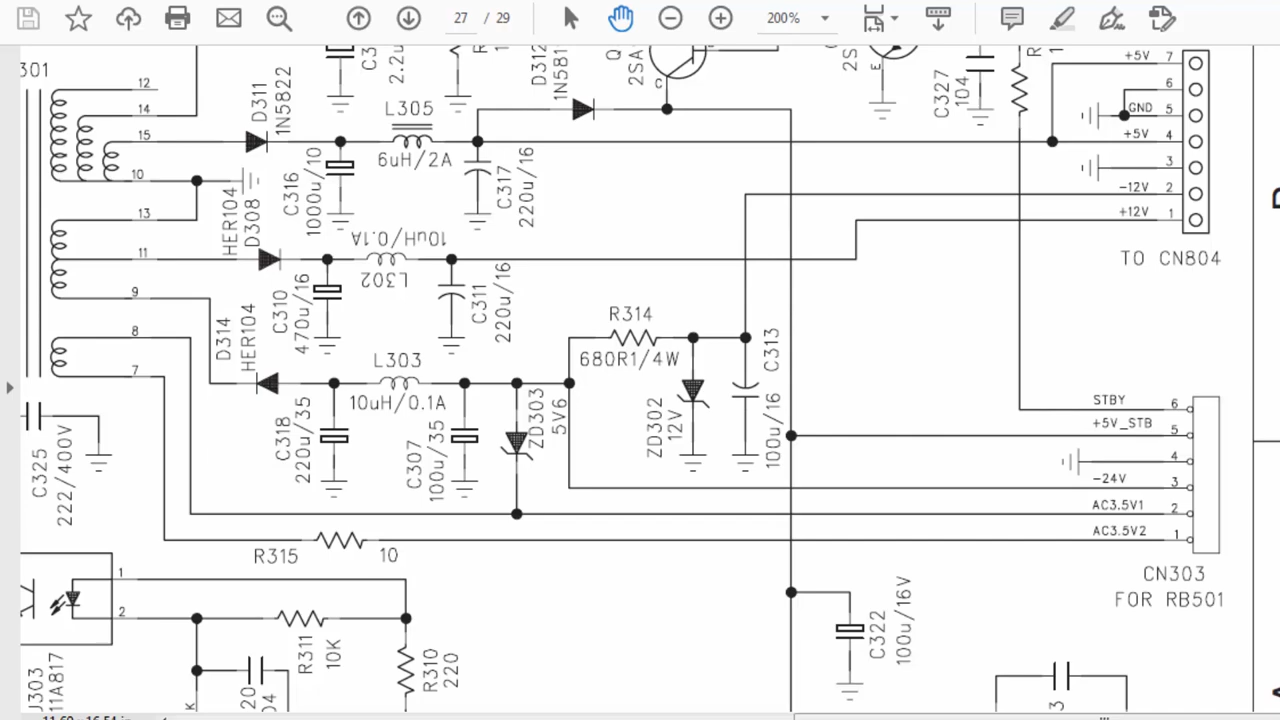 27 / 29
200%
301
12
14
15
10
13
11
9
8
7
D311
1N5822
2.2u
D312
1N581
2SA
C
2S
E
C327
104
L305
6uH/2A
C316
1000u/10
C317
220u/16
HER104
D308
10uH/0.1A
L302
C310
470u/16
C311
220u/16
D314
HER104
L303
10uH/0.1A
C318
220u/35
C307
100u/35
ZD303
5V6
R314
680R1/4W
ZD302
12V
C313
100u/16
+5V 7
6
GND 5
+5V 4
3
-12V 2
+12V 1
TO CN804
STBY 6
+5V_STB 5
4
-24V 3
AC3.5V1 2
AC3.5V2 1
CN303
FOR RB501
C325
222/400V
R315 10
1
2
R311
10K
R310
220
C322
100u/16V
K
20
3